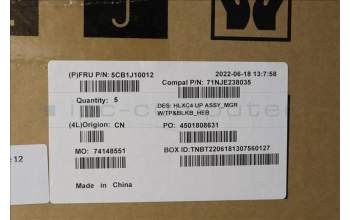 (P)FRU P/N: 5CB1J10012
2022-06-18 13:7:58
Compal P/N: 71NJE238035
Quantity: 5
DES: HLXC4 UP ASSY_MGR
W/TP&BLKB_HEB
(4L)Origion: CN
PO: 4501808631
MO: 74148551
BOX ID:TNBT2206181307560127
Made in
China
12